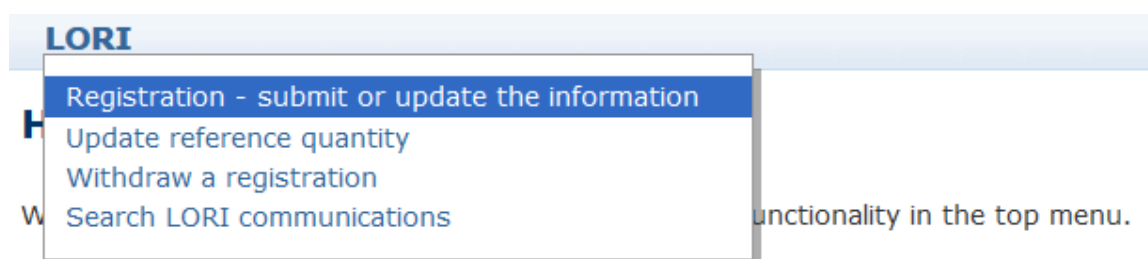 LORI
Registration - submit or update the information
Update reference quantity
Withdraw a registration
Search LORI communications
unctionality in the top menu.